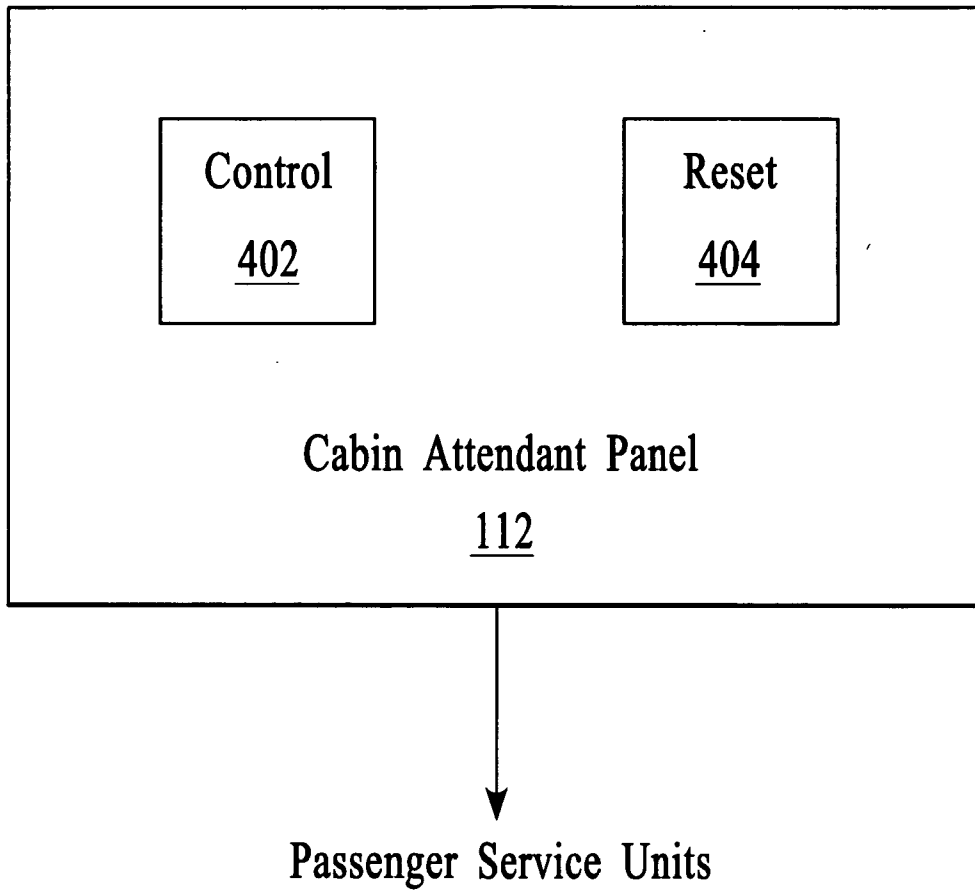 Control
402
Reset
404
Cabin Attendant Panel
112
Passenger Service Units